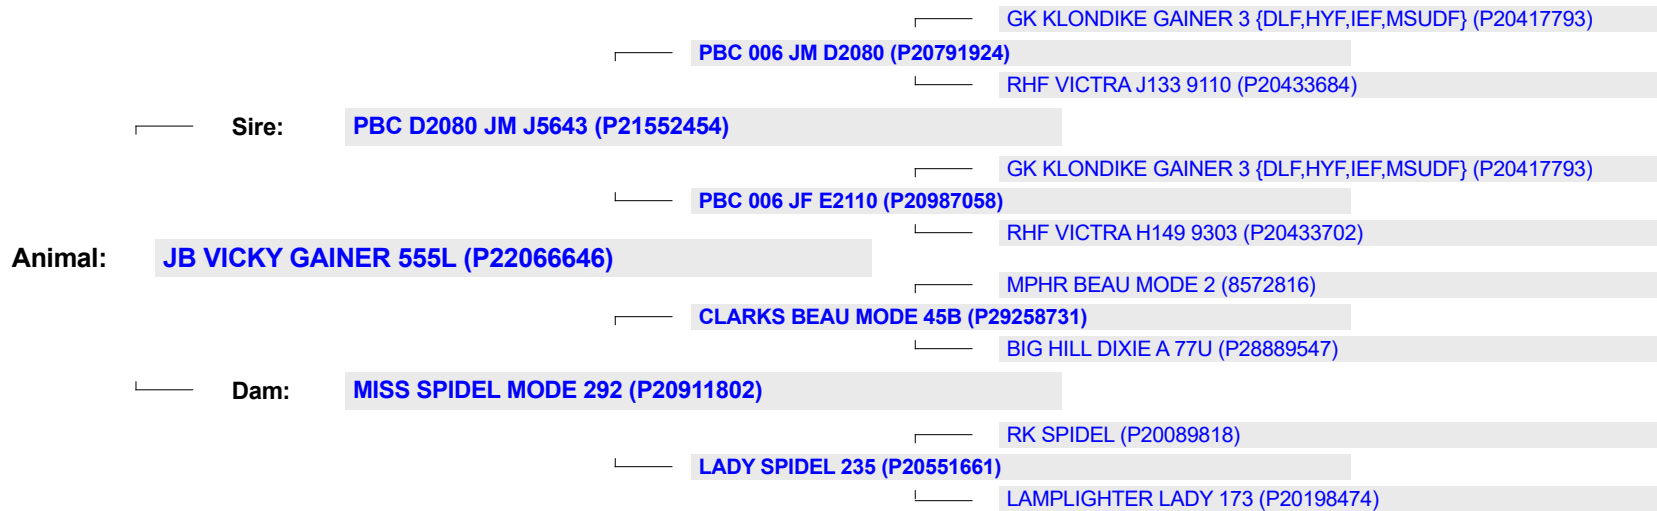 GK KLONDIKE GAINER 3 {DLF,HYF,IEF,MSUDF} (P20417793)
PBC 006 JM D2080 (P20791924)
RHF VICTRA J133 9110 (P20433684)
Sire: PBC D2080 JM J5643 (P21552454)
GK KLONDIKE GAINER 3 {DLF,HYF,IEF,MSUDF} (P20417793)
PBC 006 JF E2110 (P20987058)
RHF VICTRA H149 9303 (P20433702)
Animal: JB VICKY GAINER 555L (P22066646)
MPHR BEAU MODE 2 (8572816)
CLARKS BEAU MODE 45B (P29258731)
BIG HILL DIXIE A 77U (P28889547)
Dam: MISS SPIDEL MODE 292 (P20911802)
RK SPIDEL (P20089818)
LADY SPIDEL 235 (P20551661)
LAMPLIGHTER LADY 173 (P20198474)